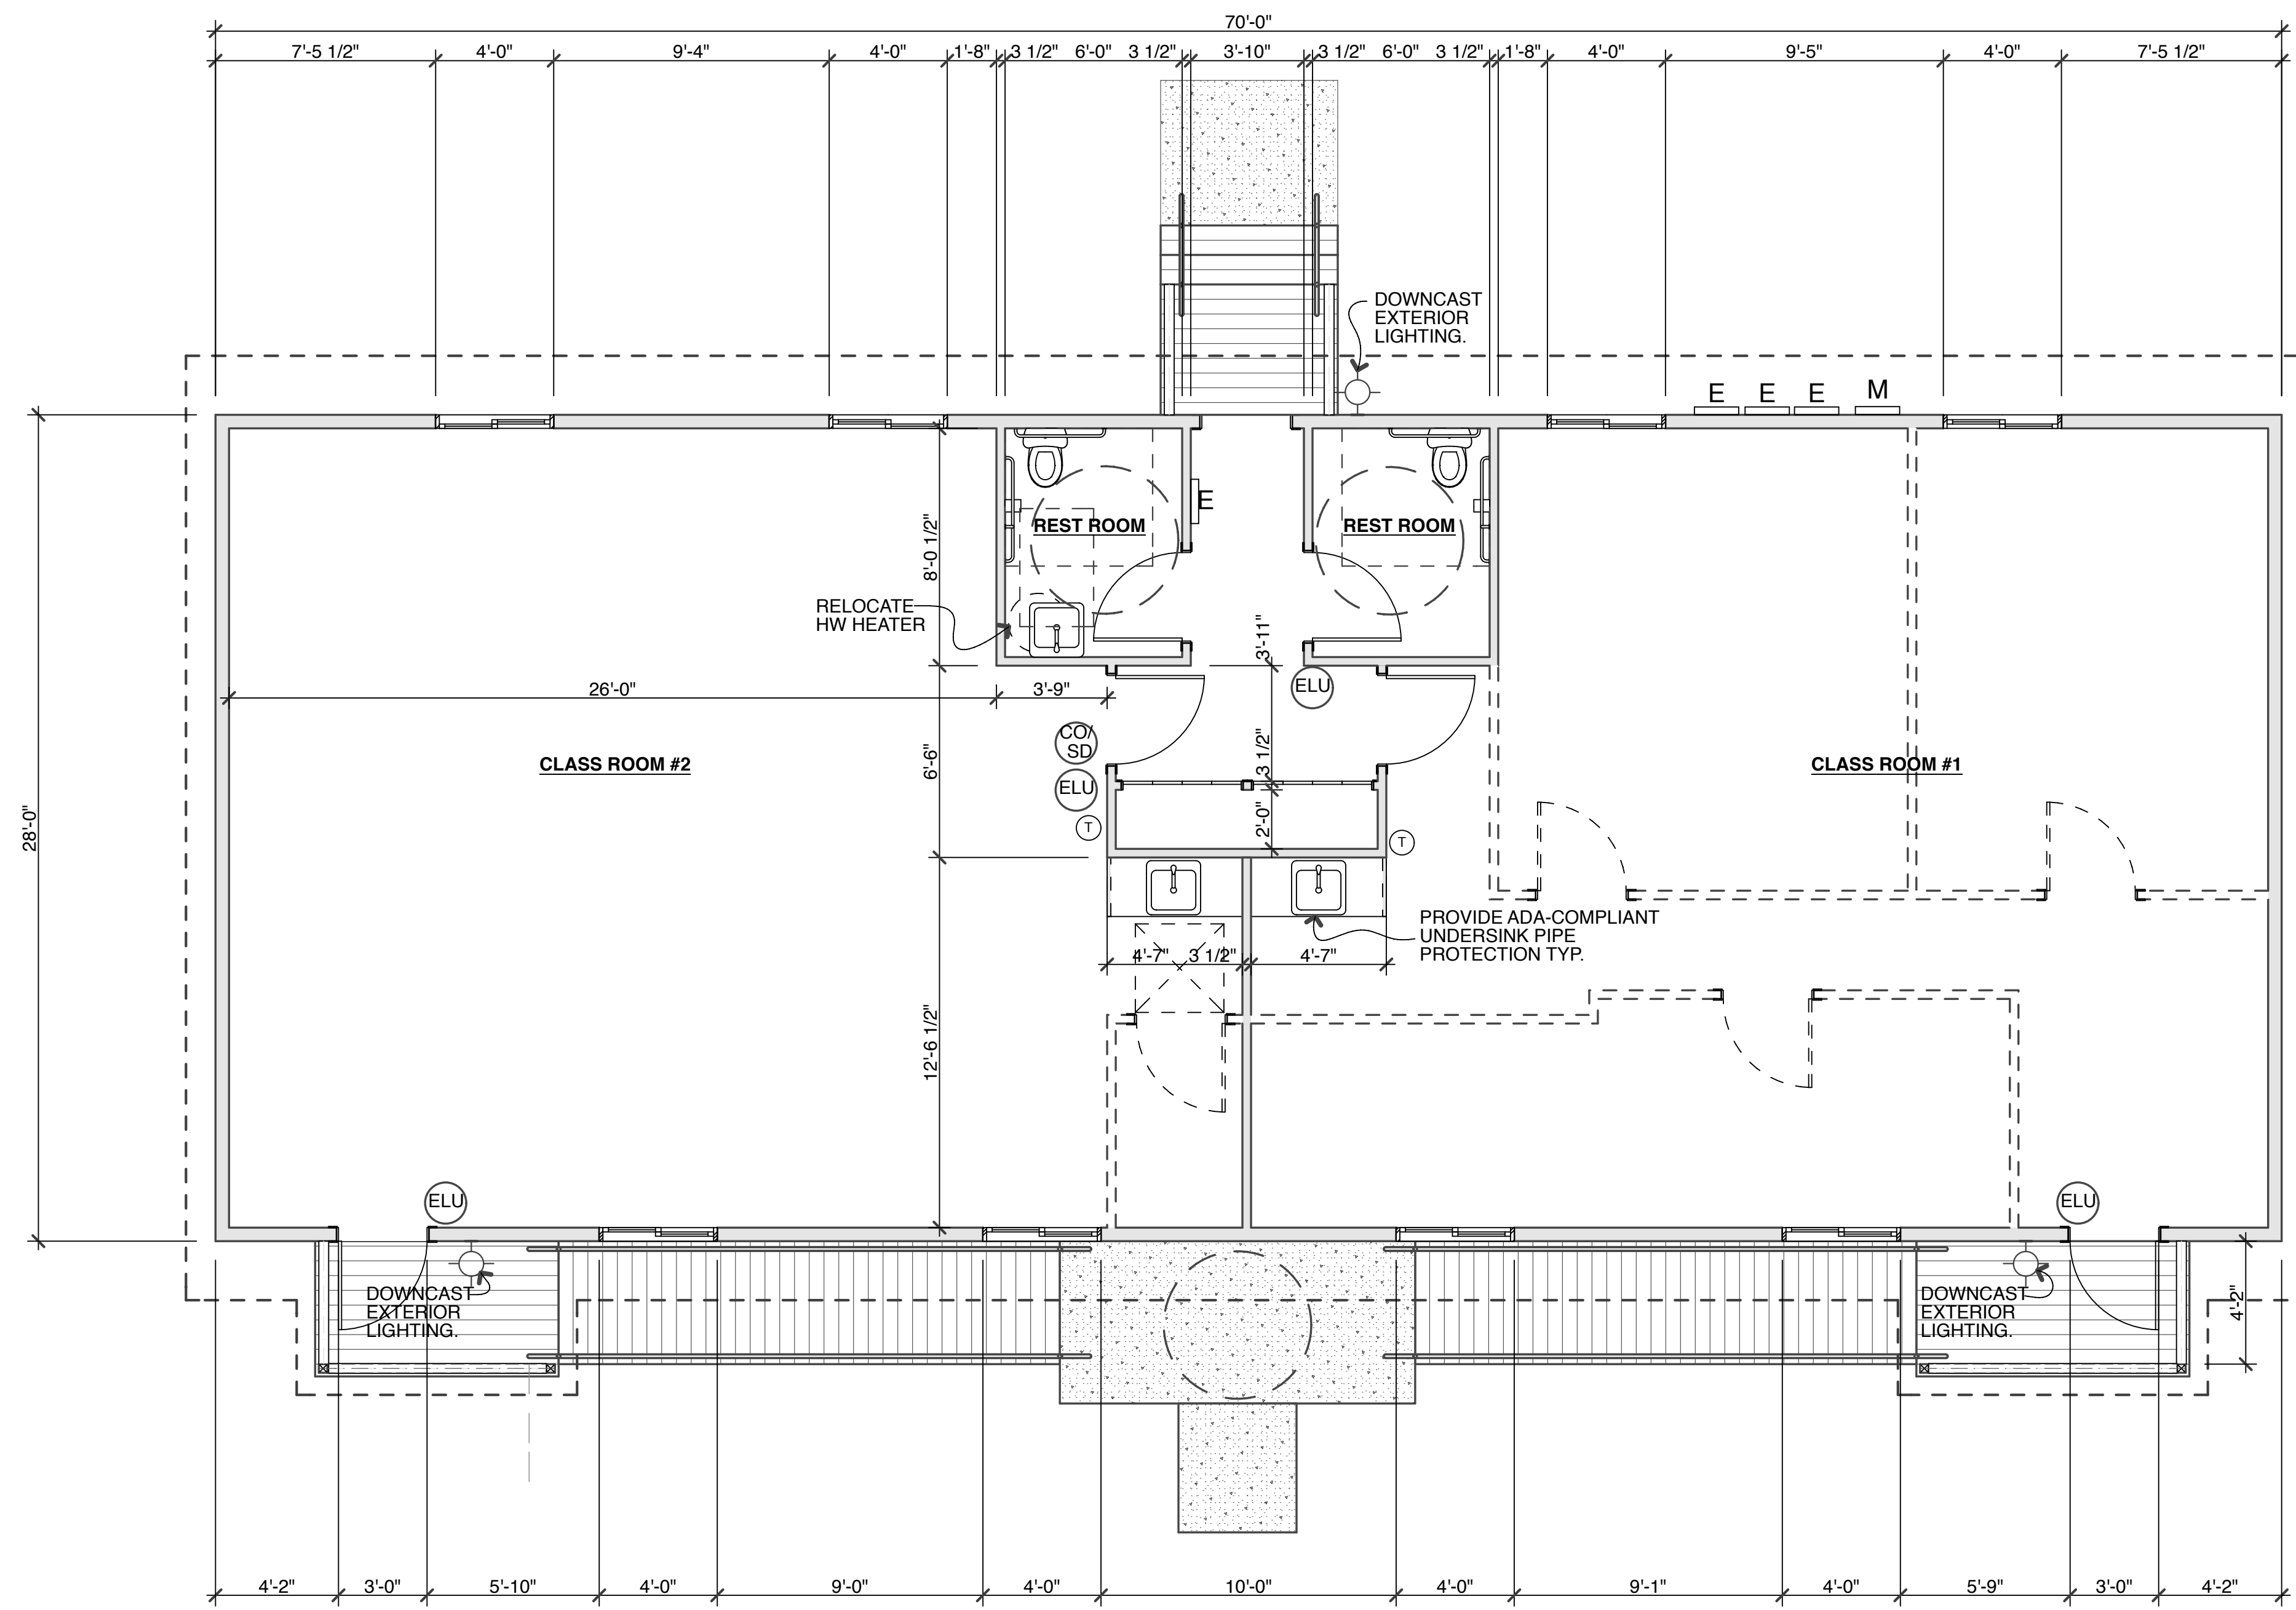 70'-0"
7'-5 1/2" 4'-0" 9'-4" 4'-0" 1'-8" 3 1/2" 6'-0" 3 1/2" 3'-10" 3 1/2" 6'-0" 3 1/2" 1'-8" 4'-0" 9'-5" 4'-0" 7'-5 1/2"
DOWNCAST
EXTERIOR
LIGHTING.
E E E M
E
REST ROOM
REST ROOM
8'-0 1/2"
RELOCATE
HW HEATER
3'-11"
26'-0" 3'-9"
ELU
CO/
SD
ELU
T
T
CLASS ROOM #2
CLASS ROOM #1
6'-6"
3 1/2"
2'-0"
28'-0"
PROVIDE ADA-COMPLIANT
UNDERSINK PIPE
PROTECTION TYP.
4'-7" 3 1/2" 4'-7"
12'-6 1/2"
ELU
ELU
DOWNCAST
EXTERIOR
LIGHTING.
DOWNCAST
EXTERIOR
LIGHTING.
4'-2"
4'-2" 3'-0" 5'-10" 4'-0" 9'-0" 4'-0" 10'-0" 4'-0" 9'-1" 4'-0" 5'-9" 3'-0" 4'-2"